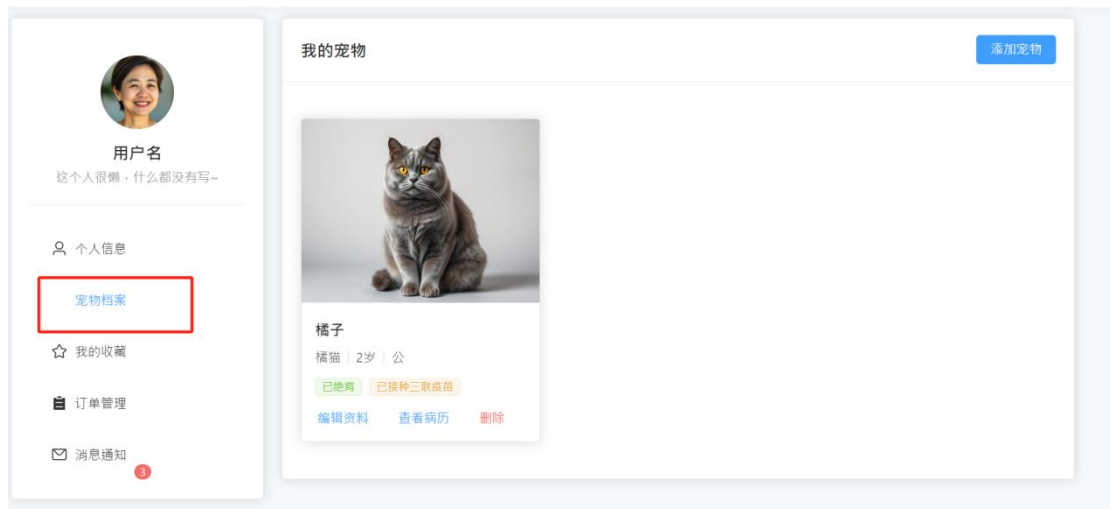 用户名
这个人很懒，什么都没有写~
个人信息
宠物档案
我的收藏
订单管理
消息通知
3
我的宠物
添加宠物
橘子
橘猫 | 2岁 | 公
已绝育 已接种三联疫苗
编辑资料 查看病历 删除